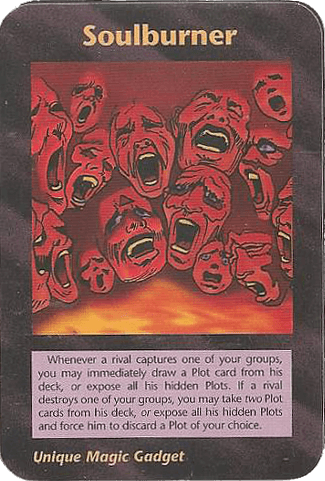 Soulburner
Whenever a rival captures one of your groups,
you may immediately draw a Plot card from his
deck, or expose all his hidden Plots. If a rival
destroys one of your groups, you may take two Plot
cards from his deck, or expose all his hidden Plots
and force him to discard a Plot of your choice.
Unique Magic Gadget